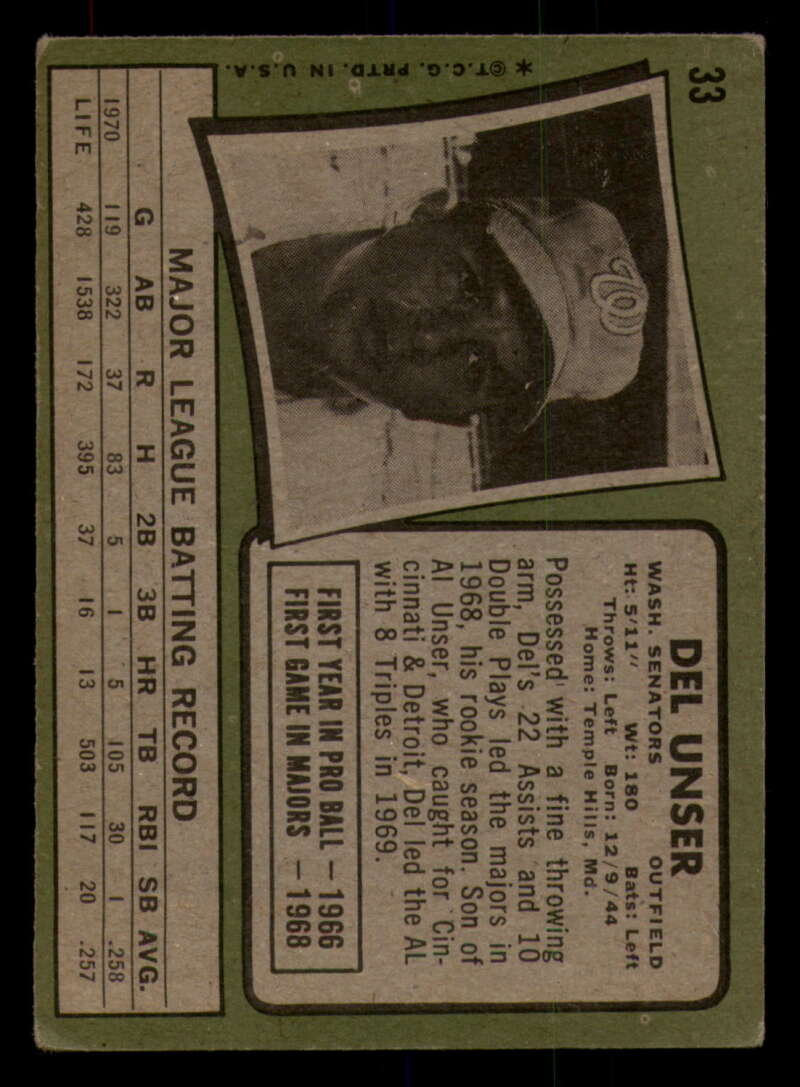 33
*©T.C.G. PRTD. IN U.S.A.
W
DEL UNSER
WASH. SENATORS OUTFIELD
Ht: 5'11" Wt: 180 Bats: Left
Throws: Left Born: 12/9/44
Home: Temple Hills, Md.
Possessed with a fine throwing
arm, Del's 22 Assists and 10
Double Plays led the majors in
1968, his rookie season. Son of
Al Unser, who caught for Cin-
cinnati & Detroit, Del led the AL
with 8 Triples in 1969.
FIRST YEAR IN PRO BALL — 1966
FIRST GAME IN MAJORS — 1968
MAJOR LEAGUE BATTING RECORD
G AB R H 2B 3B HR TB RBI SB AVG.
1970 119 322 37 83 5 1 5 105 30 1 .258
LIFE 428 1538 172 395 37 16 13 503 117 20 .257